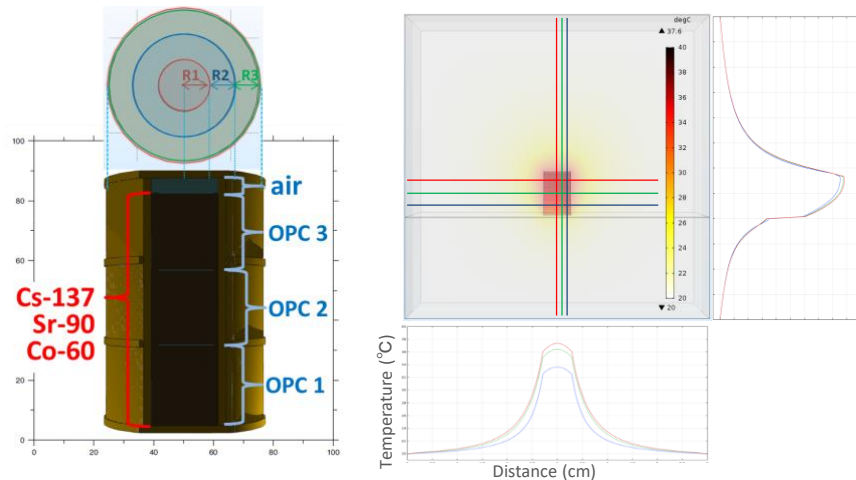 R1 R2 R3
100
80
60
40
20
0
0 20 40 60 80 100
air
OPC 3
OPC 2
OPC 1
Cs-137
Sr-90
Co-60
degC
▲ 37.6
40
38
36
34
32
30
28
26
24
22
20
▼ 20
Temperature (℃)
Distance (cm)